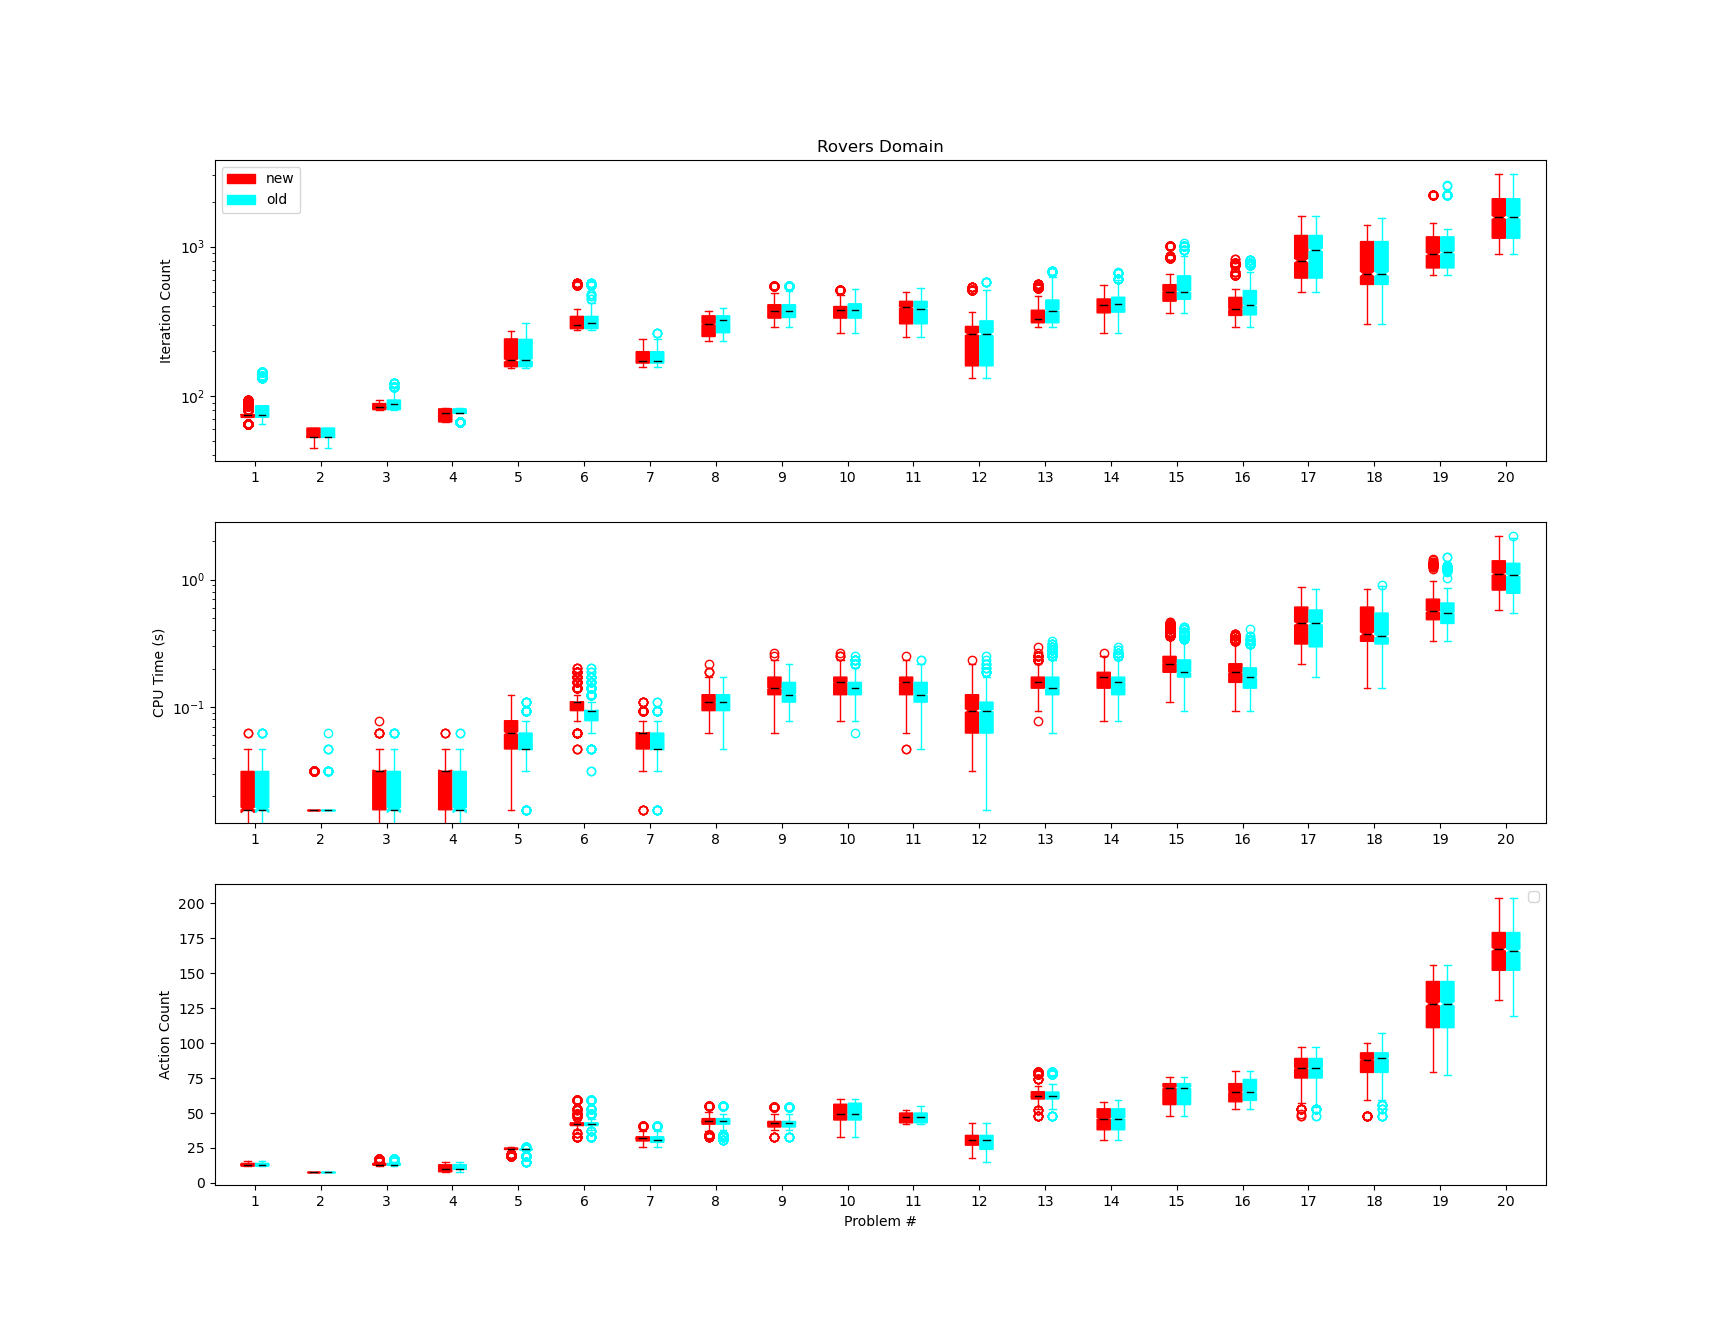 Rovers Domain
new
old
Iteration Count
10³
10²
1 2 3 4 5 6 7 8 9 10 11 12 13 14 15 16 17 18 19 20
CPU Time (s)
10⁰
10⁻¹
1 2 3 4 5 6 7 8 9 10 11 12 13 14 15 16 17 18 19 20
Action Count
200
175
150
125
100
75
50
25
0
1 2 3 4 5 6 7 8 9 10 11 12 13 14 15 16 17 18 19 20
Problem #